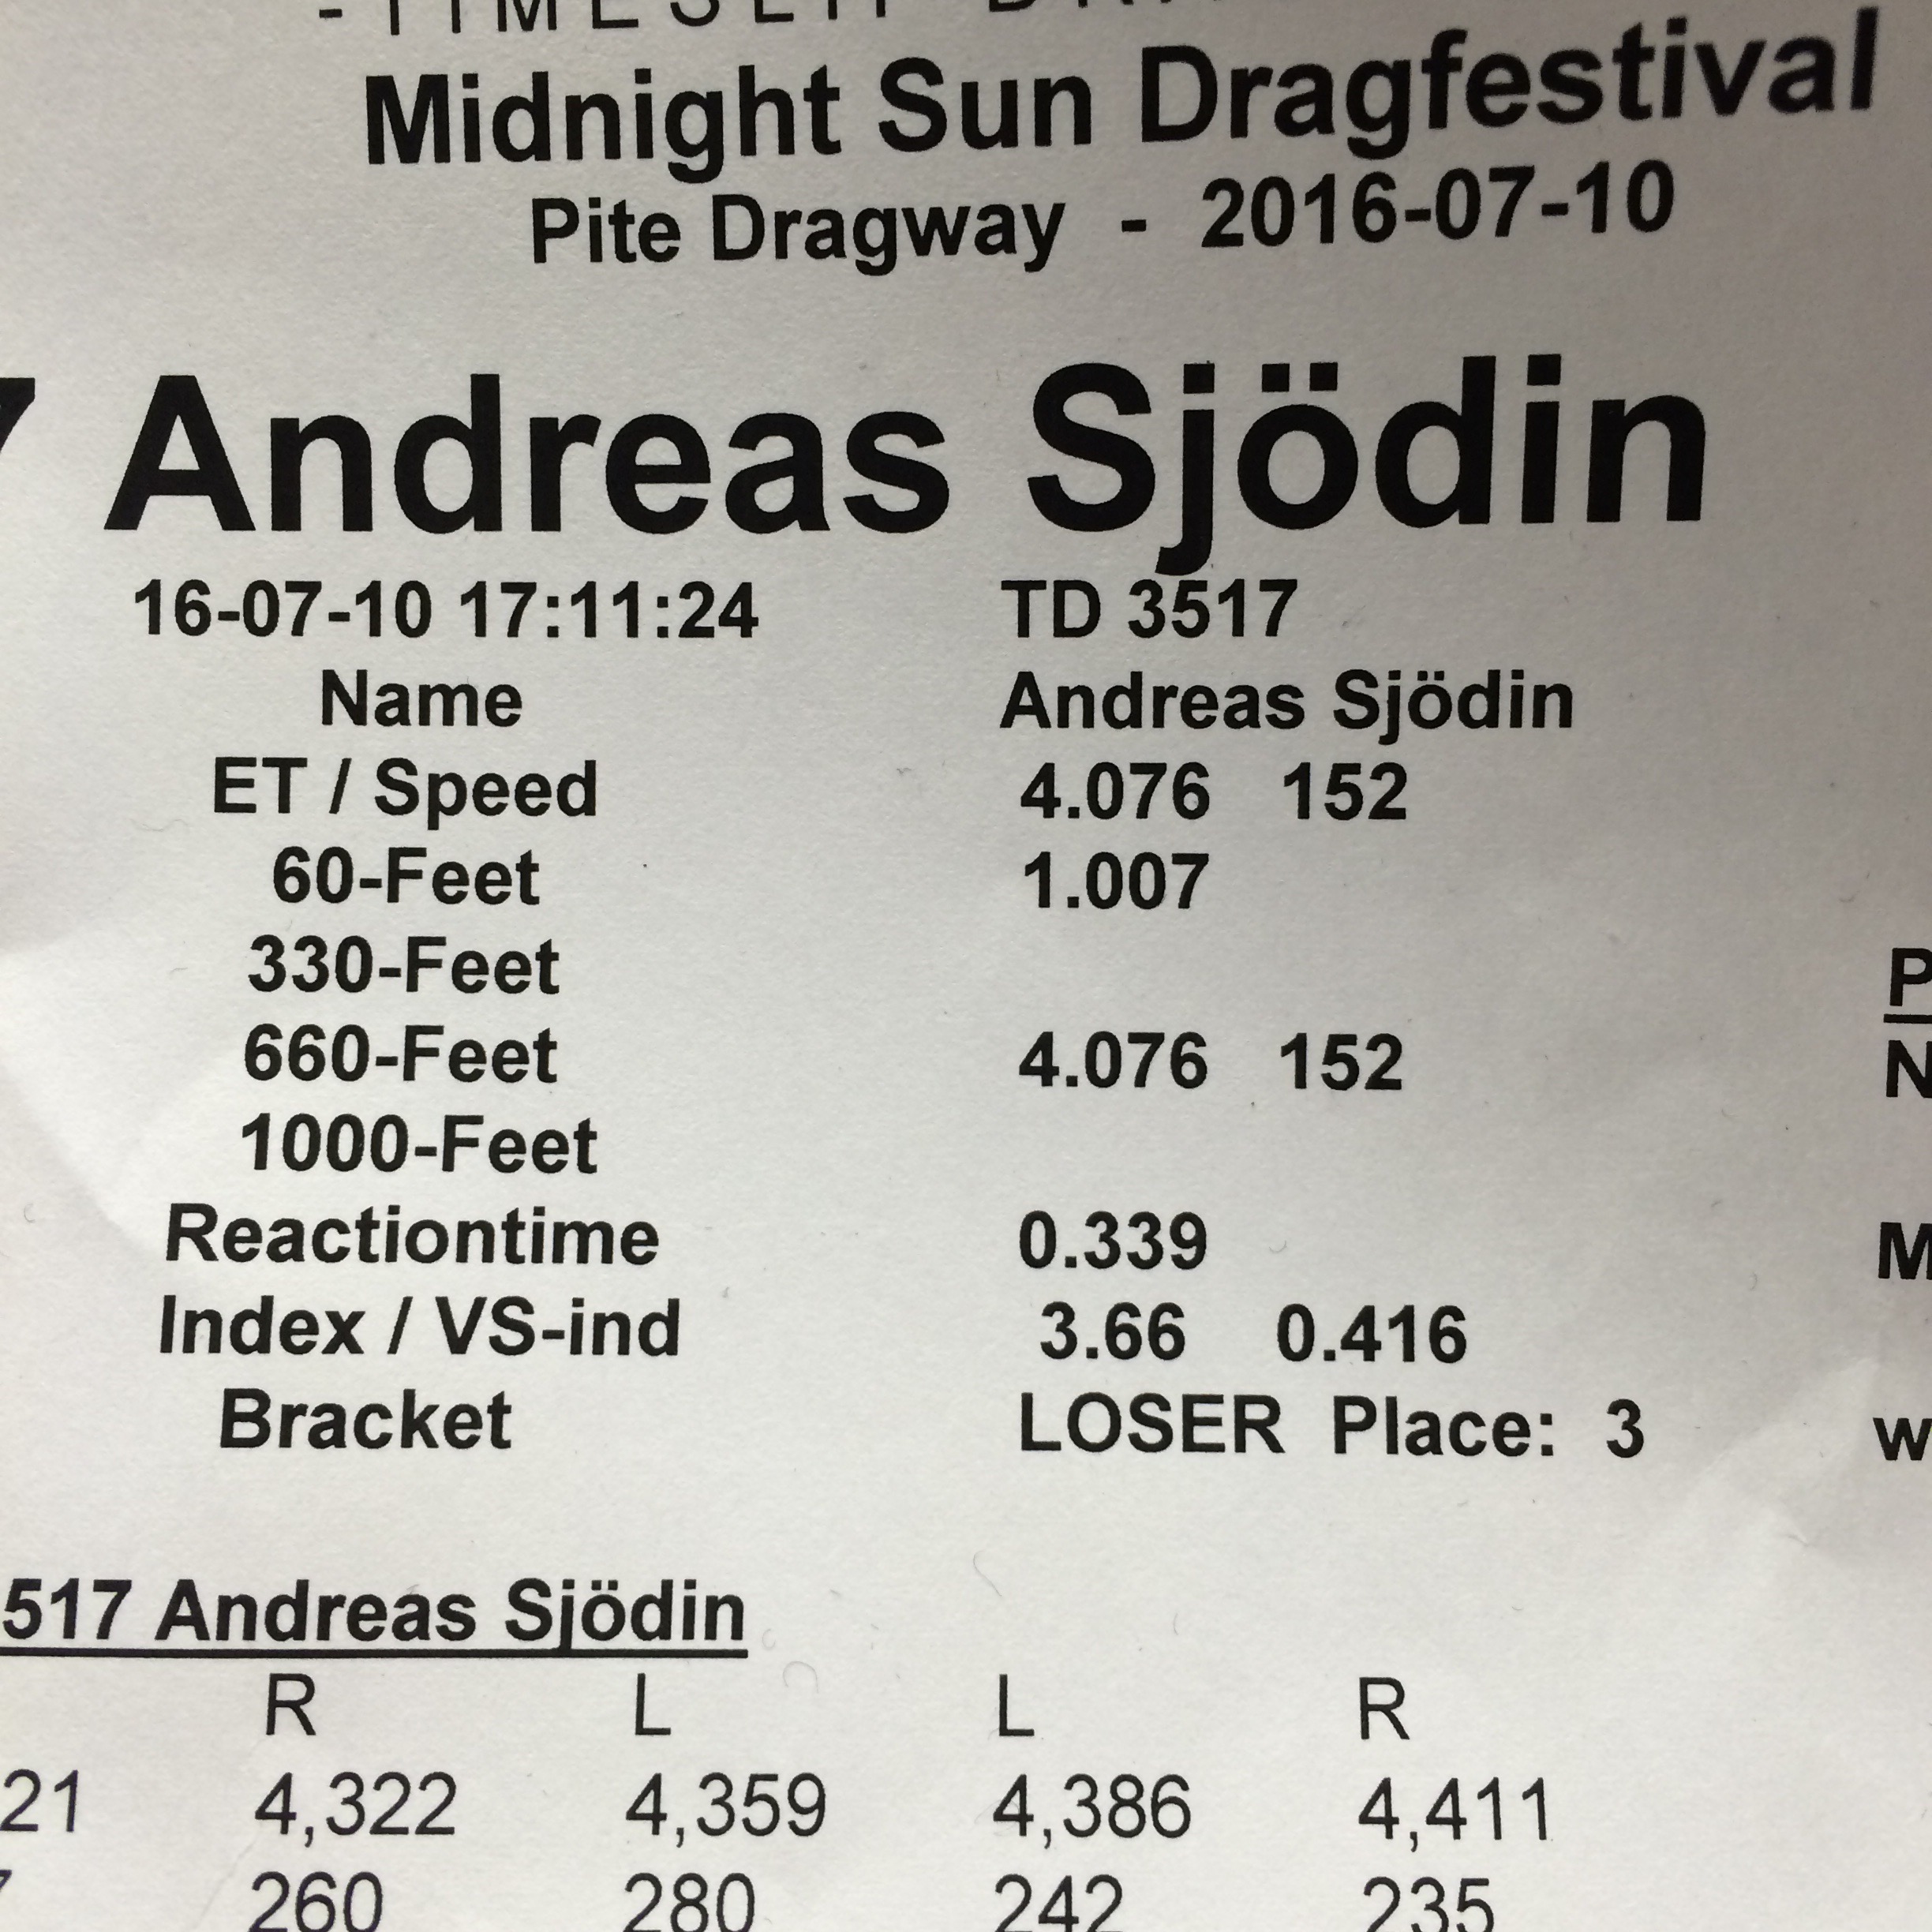 Midnight Sun Dragfestival
Pite Dragway - 2016-07-10
7 Andreas Sjödin
16-07-10 17:11:24 TD 3517
Name Andreas Sjödin
ET / Speed 4.076 152
60-Feet 1.007
330-Feet
P
660-Feet 4.076 152
N
1000-Feet
Reactiontime 0.339
M
Index / VS-ind 3.66 0.416
Bracket LOSER Place: 3
w
517 Andreas Sjödin
R L L R
21 4,322 4,359 4,386 4,411
260 280 242 235